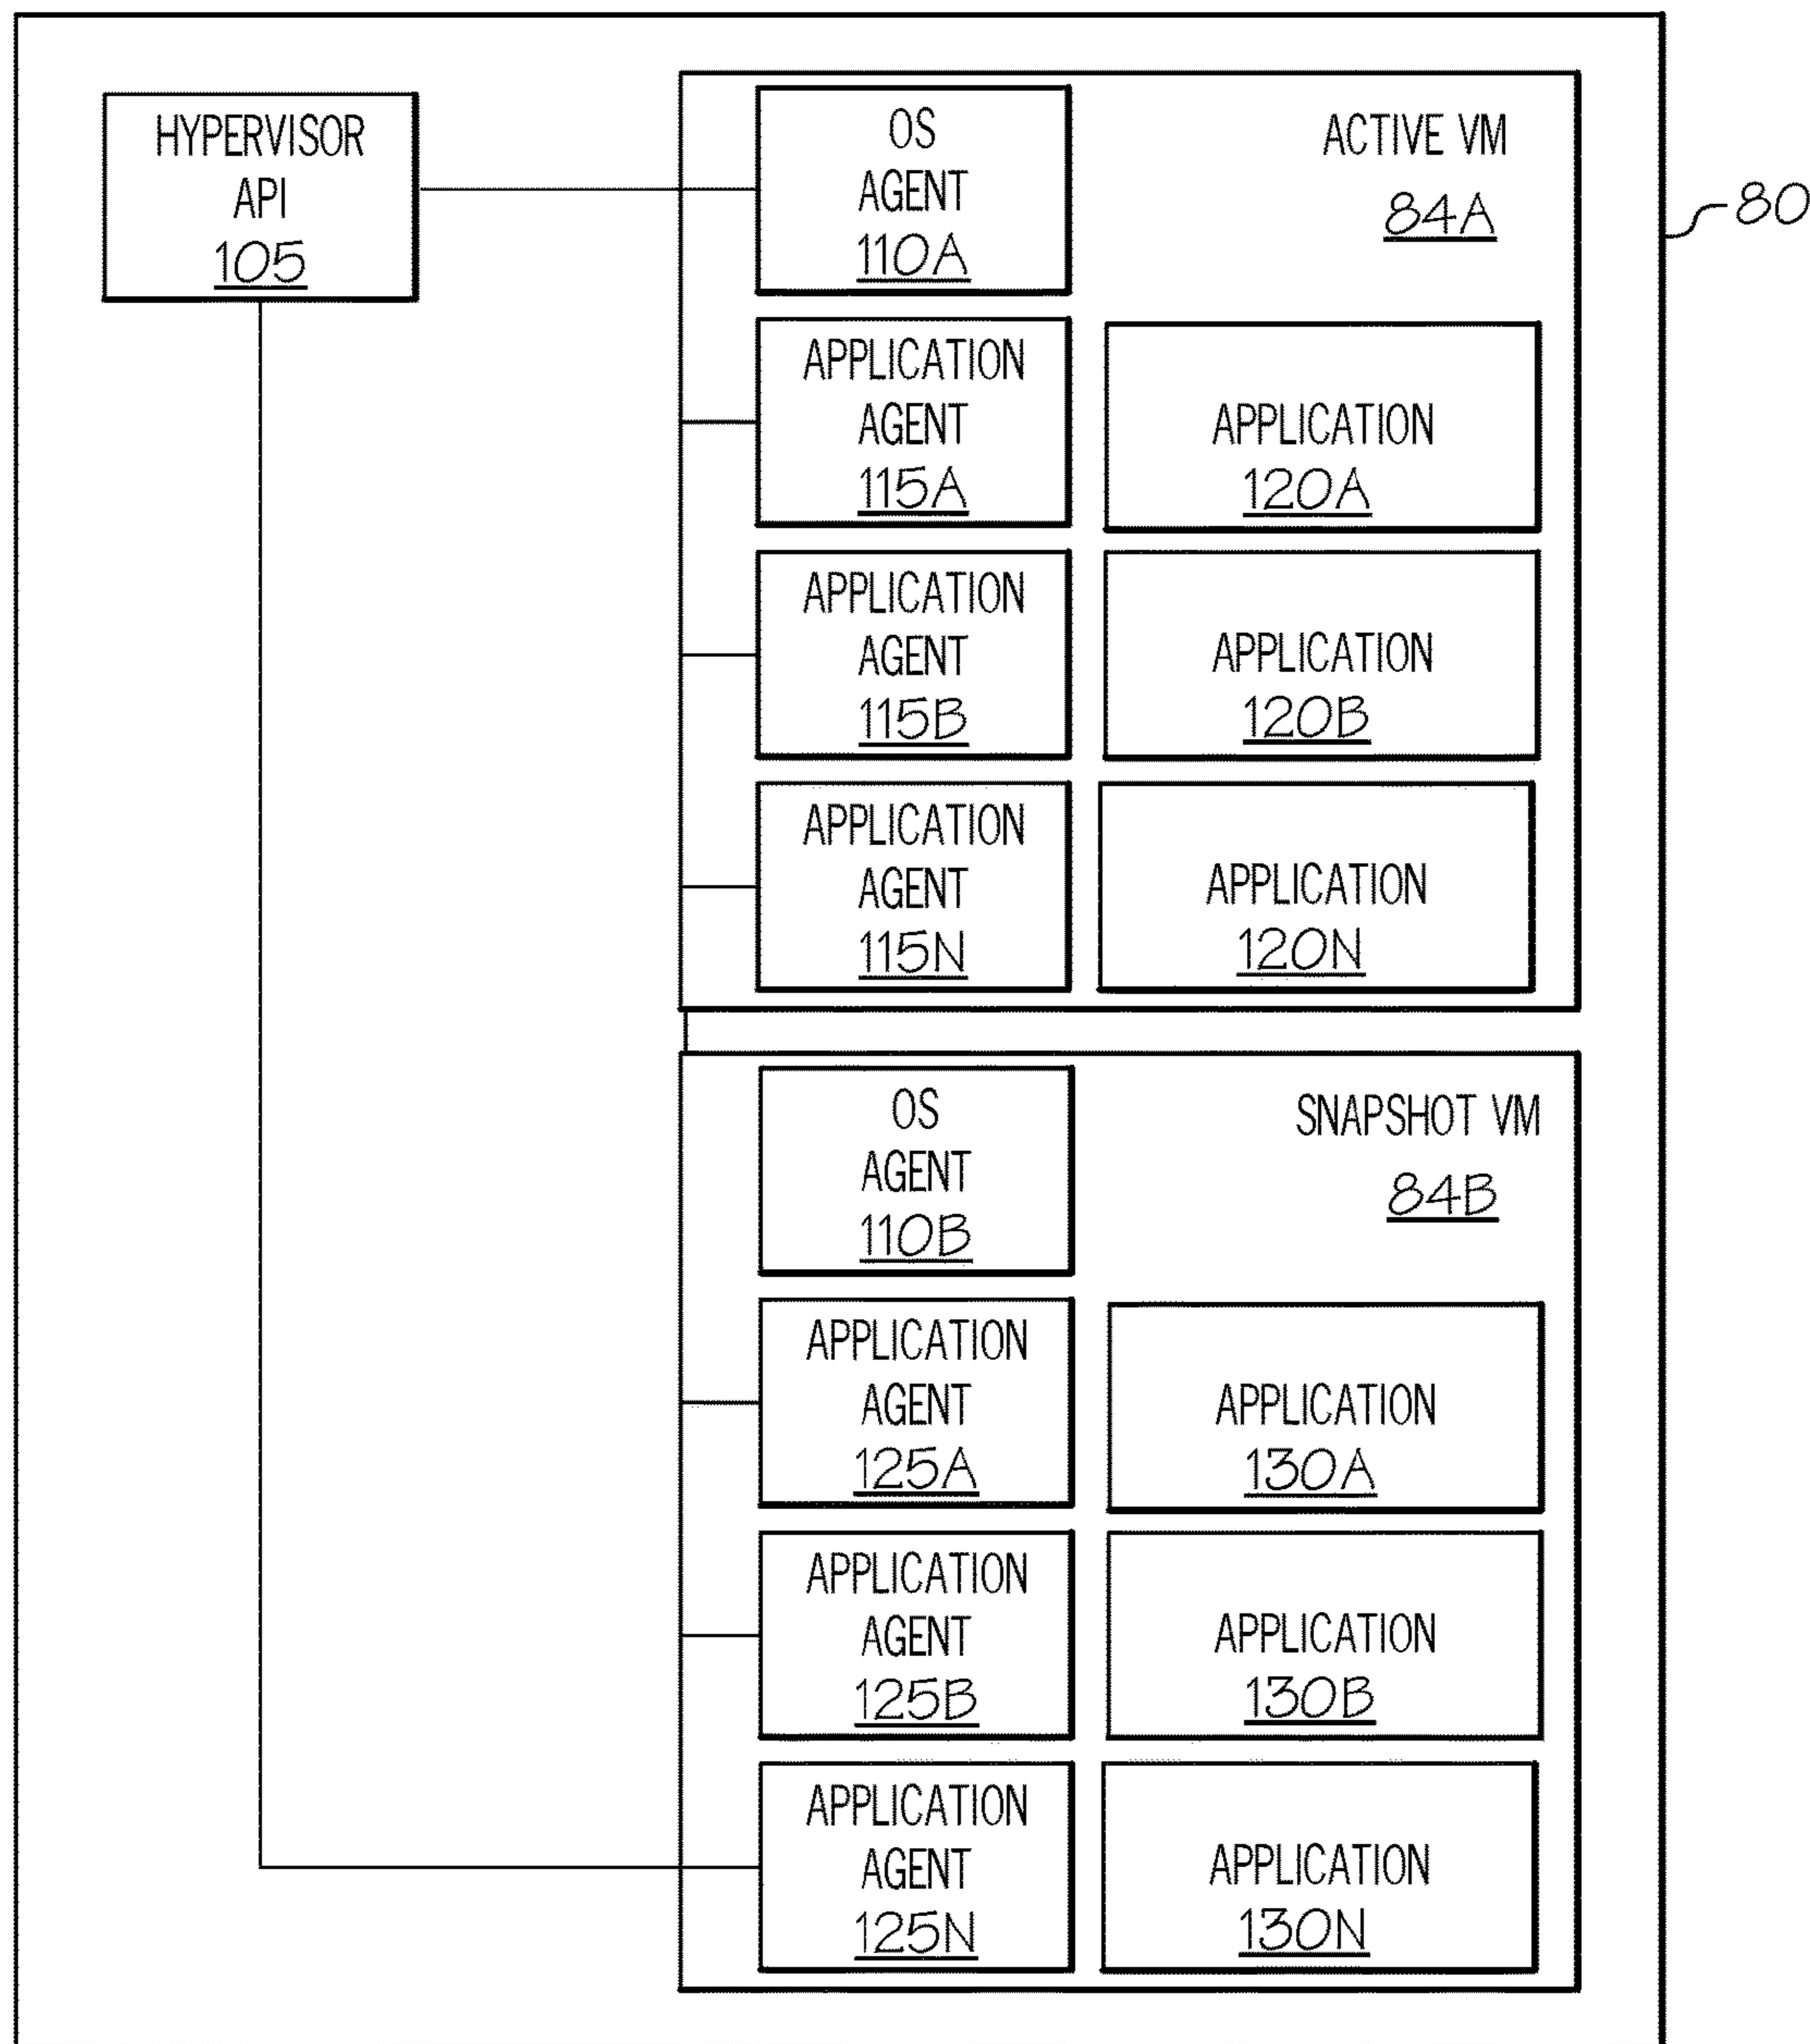 HYPERVISOR
API
105
OS
AGENT
110A
ACTIVE VM
84A
80
APPLICATION
AGENT
115A
APPLICATION
120A
APPLICATION
AGENT
115B
APPLICATION
120B
APPLICATION
AGENT
115N
APPLICATION
120N
OS
AGENT
110B
SNAPSHOT VM
84B
APPLICATION
AGENT
125A
APPLICATION
130A
APPLICATION
AGENT
125B
APPLICATION
130B
APPLICATION
AGENT
125N
APPLICATION
130N